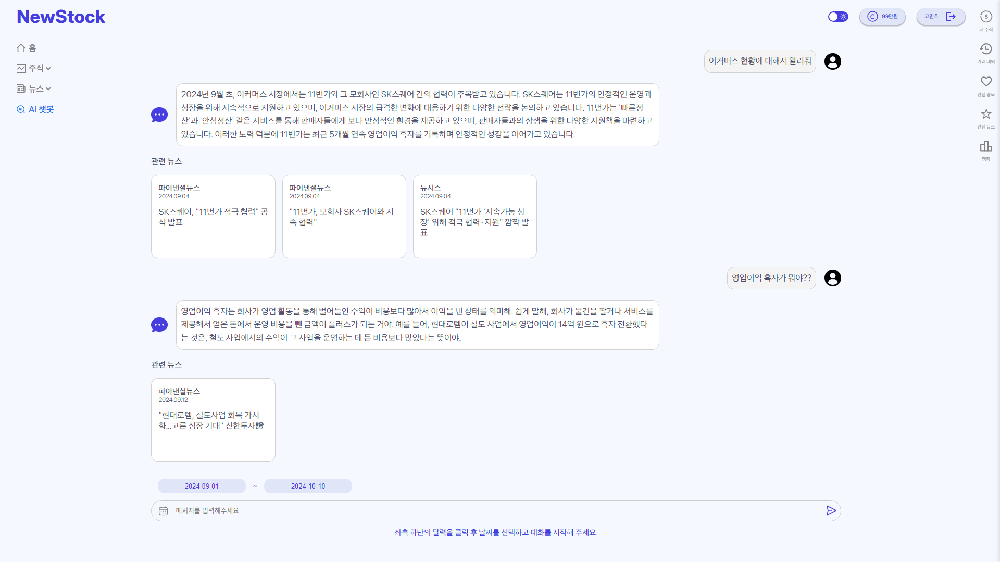 NewStock
99만원
고민호
홈
주식
뉴스
AI 챗봇
내 주식
거래 내역
관심 종목
관심 뉴스
랭킹
이커머스 현황에 대해서 알려줘
2024년 9월 초, 이커머스 시장에서는 11번가와 그 모회사인 SK스퀘어 간의 협력이 주목받고 있습니다. SK스퀘어는 11번가의 안정적인 운영과
성장을 위해 지속적으로 지원하고 있으며, 이커머스 시장의 급격한 변화에 대응하기 위한 다양한 전략을 논의하고 있습니다. 11번가는 '빠른정
산'과 '안심정산' 같은 서비스를 통해 판매자들에게 보다 안정적인 환경을 제공하고 있으며, 판매자들과의 상생을 위한 다양한 지원책을 마련하고
있습니다. 이러한 노력 덕분에 11번가는 최근 5개월 연속 영업이익 흑자를 기록하며 안정적인 성장을 이어가고 있습니다.
관련 뉴스
파이낸셜뉴스
2024.09.04
SK스퀘어, "11번가 적극 협력" 공
식 발표
파이낸셜뉴스
2024.09.04
"11번가, 모회사 SK스퀘어와 지
속 협력"
뉴시스
2024.09.04
SK스퀘어 "11번가 '지속가능 성
장' 위해 적극 협력·지원" 깜짝 발
표
영업이익 흑자가 뭐야??
영업이익 흑자는 회사가 영업 활동을 통해 벌어들인 수익이 비용보다 많아서 이익을 낸 상태를 의미해. 쉽게 말해, 회사가 물건을 팔거나 서비스를
제공해서 얻은 돈에서 운영 비용을 뺀 금액이 플러스가 되는 거야. 예를 들어, 현대로템이 철도 사업에서 영업이익이 14억 원으로 흑자 전환했다
는 것은, 철도 사업에서의 수익이 그 사업을 운영하는 데 든 비용보다 많았다는 뜻이야.
관련 뉴스
파이낸셜뉴스
2024.09.12
"현대로템, 철도사업 회복 가시
화...고른 성장 기대" 신한투자證
2024-09-01 ~ 2024-10-10
메시지를 입력해주세요.
좌측 하단의 달력을 클릭 후 날짜를 선택하고 대화를 시작해 주세요.